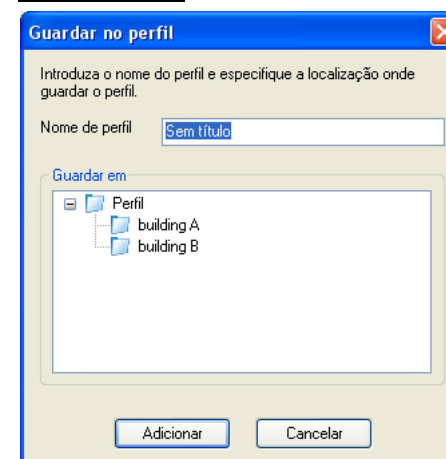 Guardar no perfil
Introduza o nome do perfil e especifique a localização onde
guardar o perfil.
Nome de perfil Sem título
Guardar em
Perfil
building A
building B
Adicionar Cancelar